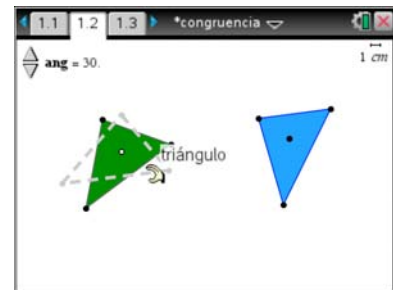 1.1 1.2 1.3 *congruencia
ang = 30. 1 cm
triángulo